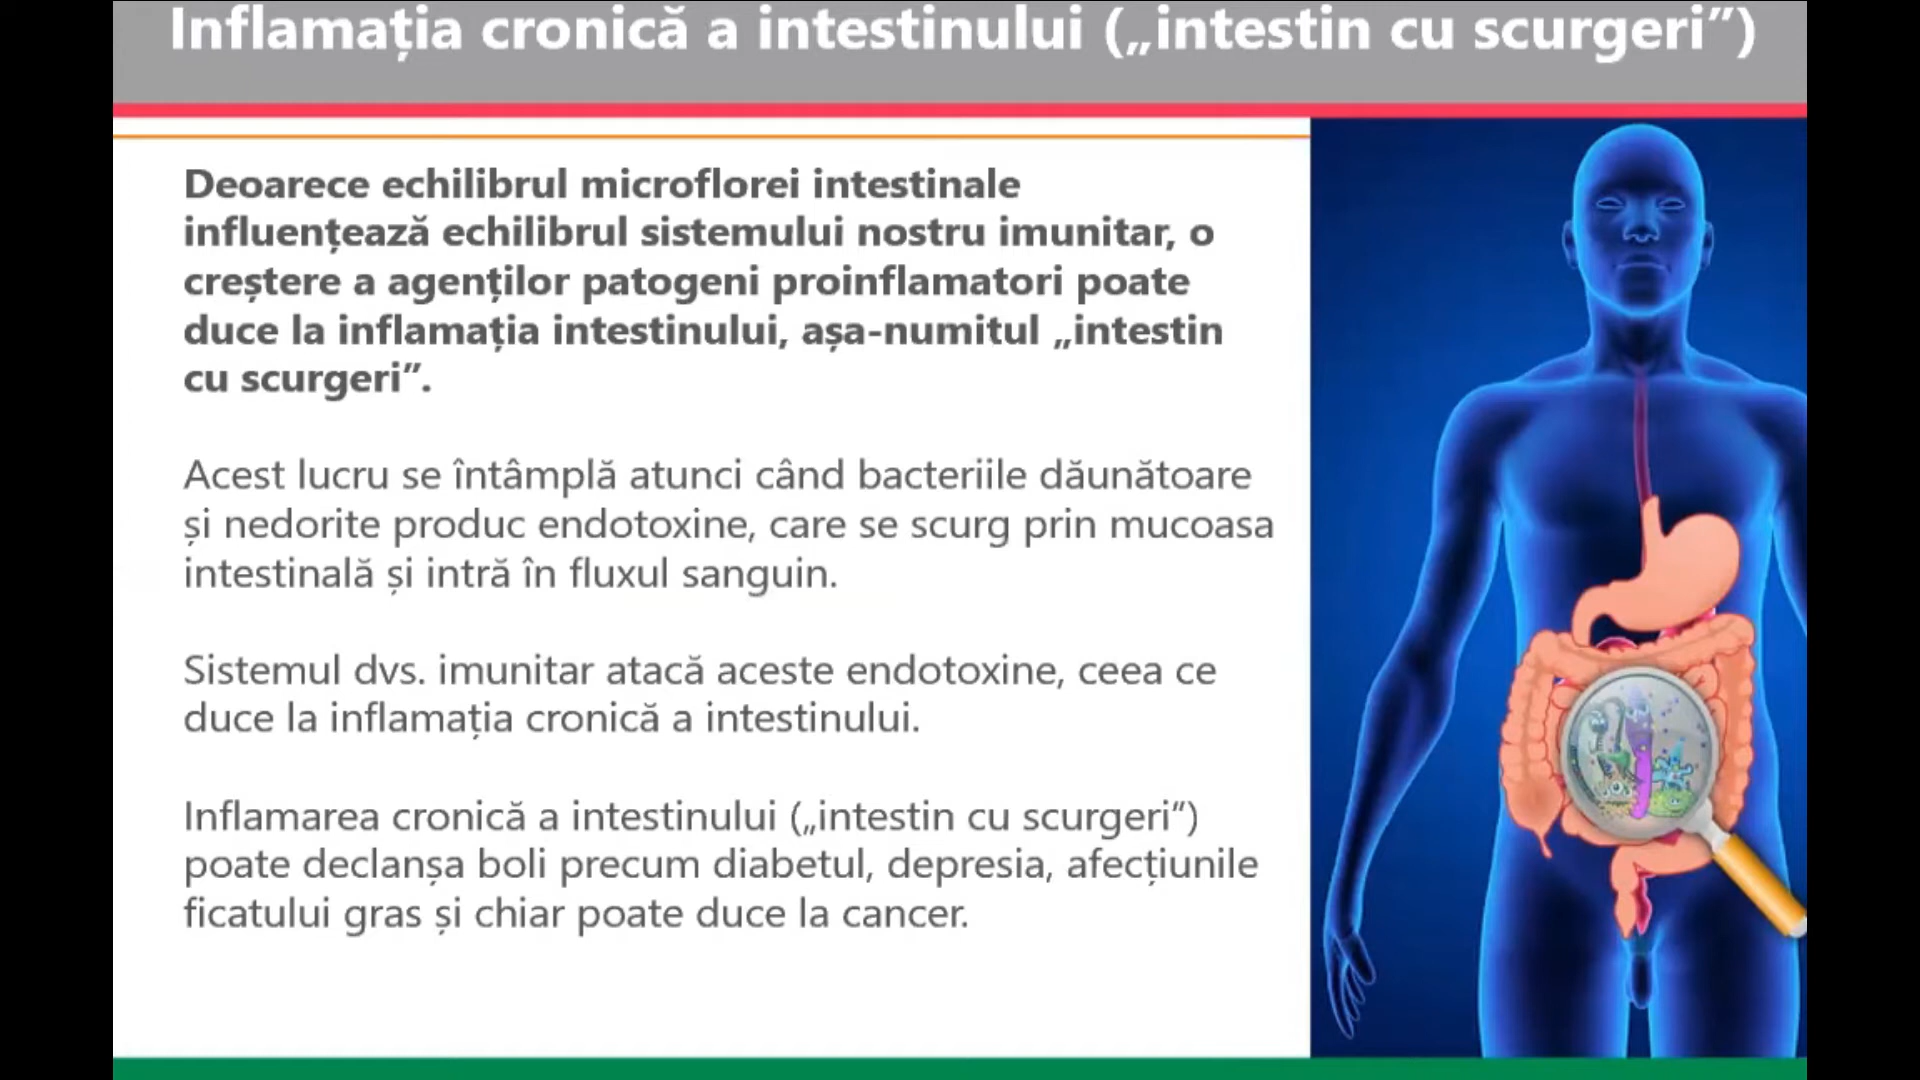 Inflamația cronică a intestinului („intestin cu scurgeri”)
Deoarece echilibrul microflorei intestinale
influențează echilibrul sistemului nostru imunitar, o
creștere a agenților patogeni proinflamatori poate
duce la inflamația intestinului, așa-numitul „intestin
cu scurgeri”.
Acest lucru se întâmplă atunci când bacteriile dăunătoare
și nedorite produc endotoxine, care se scurg prin mucoasa
intestinală și intră în fluxul sanguin.
Sistemul dvs. imunitar atacă aceste endotoxine, ceea ce
duce la inflamația cronică a intestinului.
Inflamarea cronică a intestinului („intestin cu scurgeri”)
poate declanșa boli precum diabetul, depresia, afecțiunile
ficatului gras și chiar poate duce la cancer.